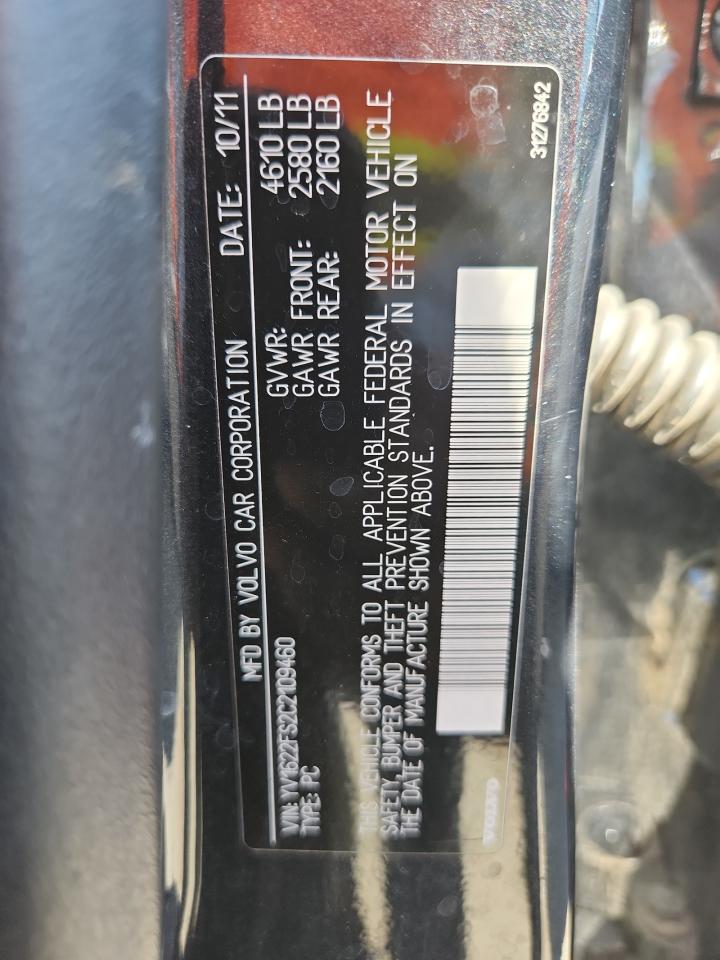 MFD BY VOLVO CAR CORPORATION DATE: 10/11
GVWR: 4610 LB
GAWR FRONT: 2580 LB
GAWR REAR: 2160 LB
VIN: YV1622FS2C2109460
TYPE: PC
THIS VEHICLE CONFORMS TO ALL APPLICABLE FEDERAL MOTOR VEHICLE
SAFETY, BUMPER AND THEFT PREVENTION STANDARDS IN EFFECT ON
THE DATE OF MANUFACTURE SHOWN ABOVE.
VOLVO
31276842